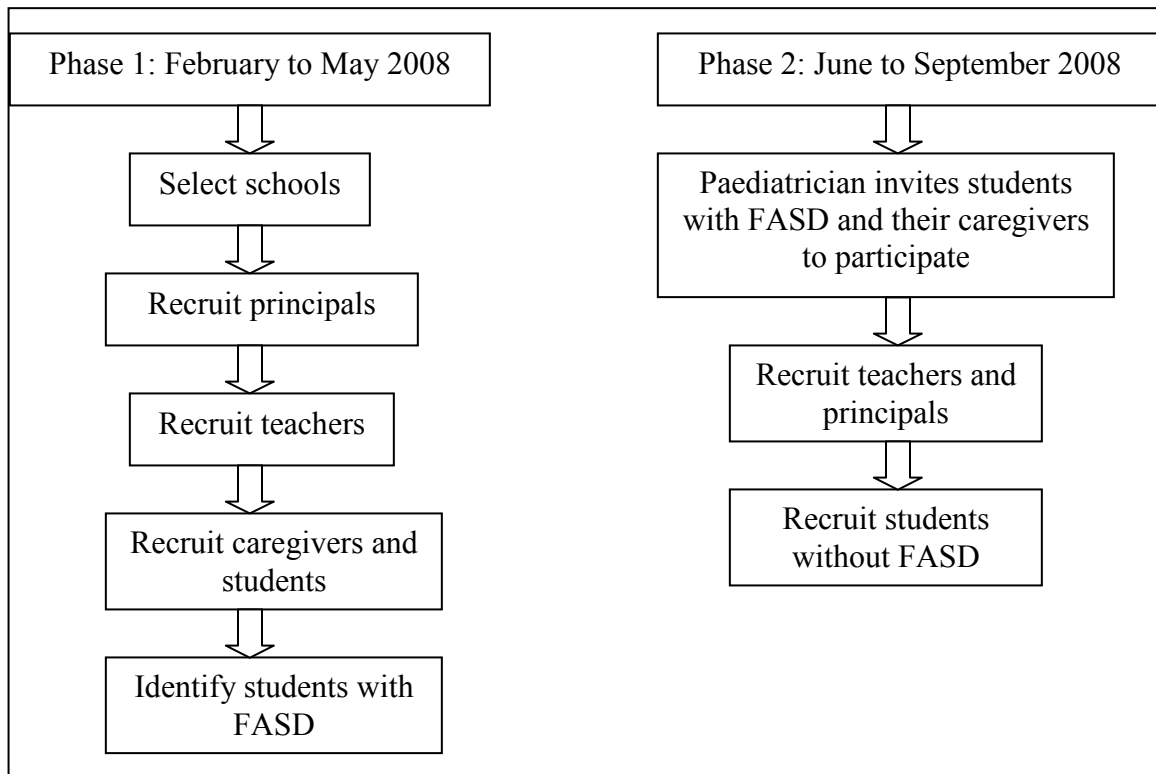 Phase 1: February to May 2008
Select schools
Recruit principals
Recruit teachers
Recruit caregivers and
students
Identify students with
FASD
Phase 2: June to September 2008
Paediatrician invites students
with FASD and their caregivers
to participate
Recruit teachers and
principals
Recruit students
without FASD